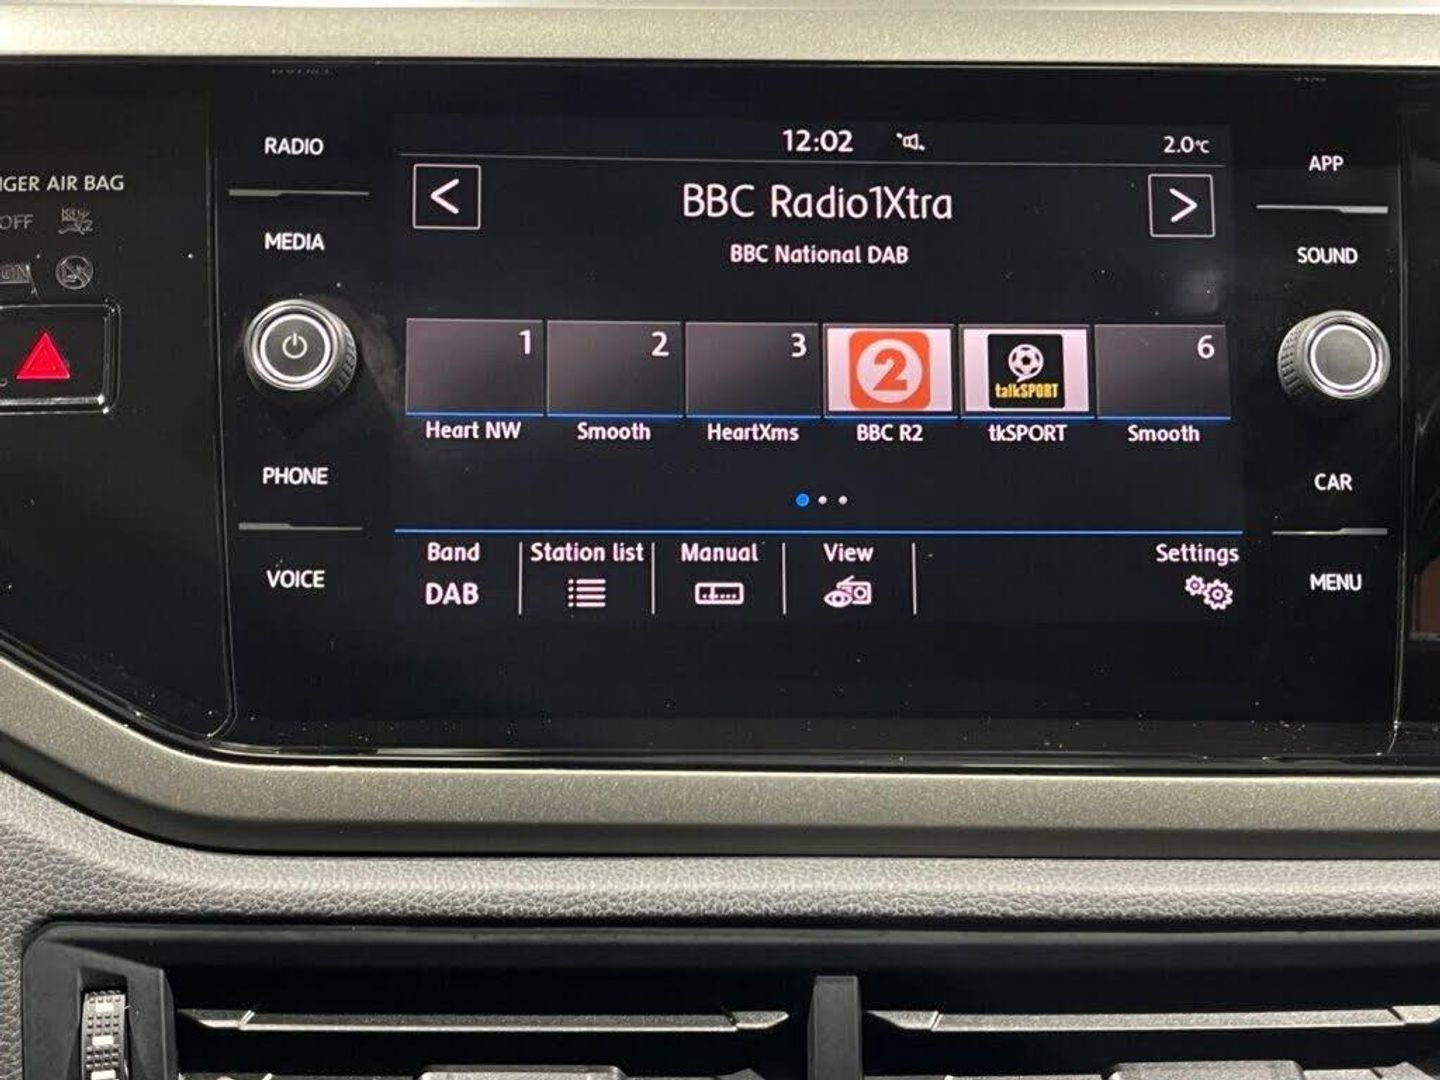 RADIO
MEDIA
PHONE
VOICE
GER AIR BAG
OFF
ON
12:02
2.0°C
<
BBC Radio1Xtra
>
BBC National DAB
1
2
3
2
talkSPORT
6
Heart NW
Smooth
HeartXms
BBC R2
tkSPORT
Smooth
Band
DAB
Station list
Manual
View
Settings
APP
SOUND
CAR
MENU